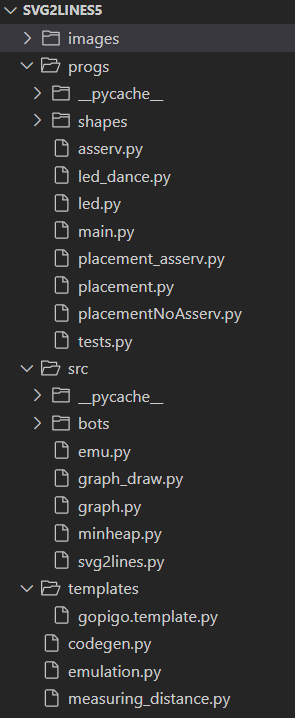 SVG2LINES5
images
progs
__pycache__
shapes
asserv.py
led_dance.py
led.py
main.py
placement_asserv.py
placement.py
placementNoAsserv.py
tests.py
src
__pycache__
bots
emu.py
graph_draw.py
graph.py
minheap.py
svg2lines.py
templates
gopigo.template.py
codegen.py
emulation.py
measuring_distance.py